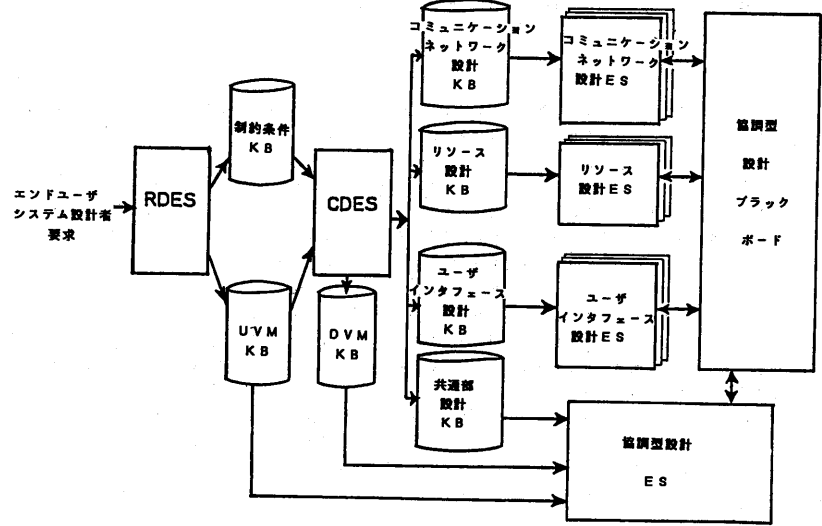 エンドユーザ
システム設計者
要求
RDES
制約条件
KB
UVM
KB
CDES
DVM
KB
コミュニケーション
ネットワーク
設計
KB
リソース
設計
KB
ユーザ
インタフェース
設計
KB
共通部
設計
KB
コミュニケーション
ネットワーク
設計ES
リソース
設計ES
ユーザ
インタフェース
設計ES
協調型
設計
ブラック
ボード
協調型設計
ES